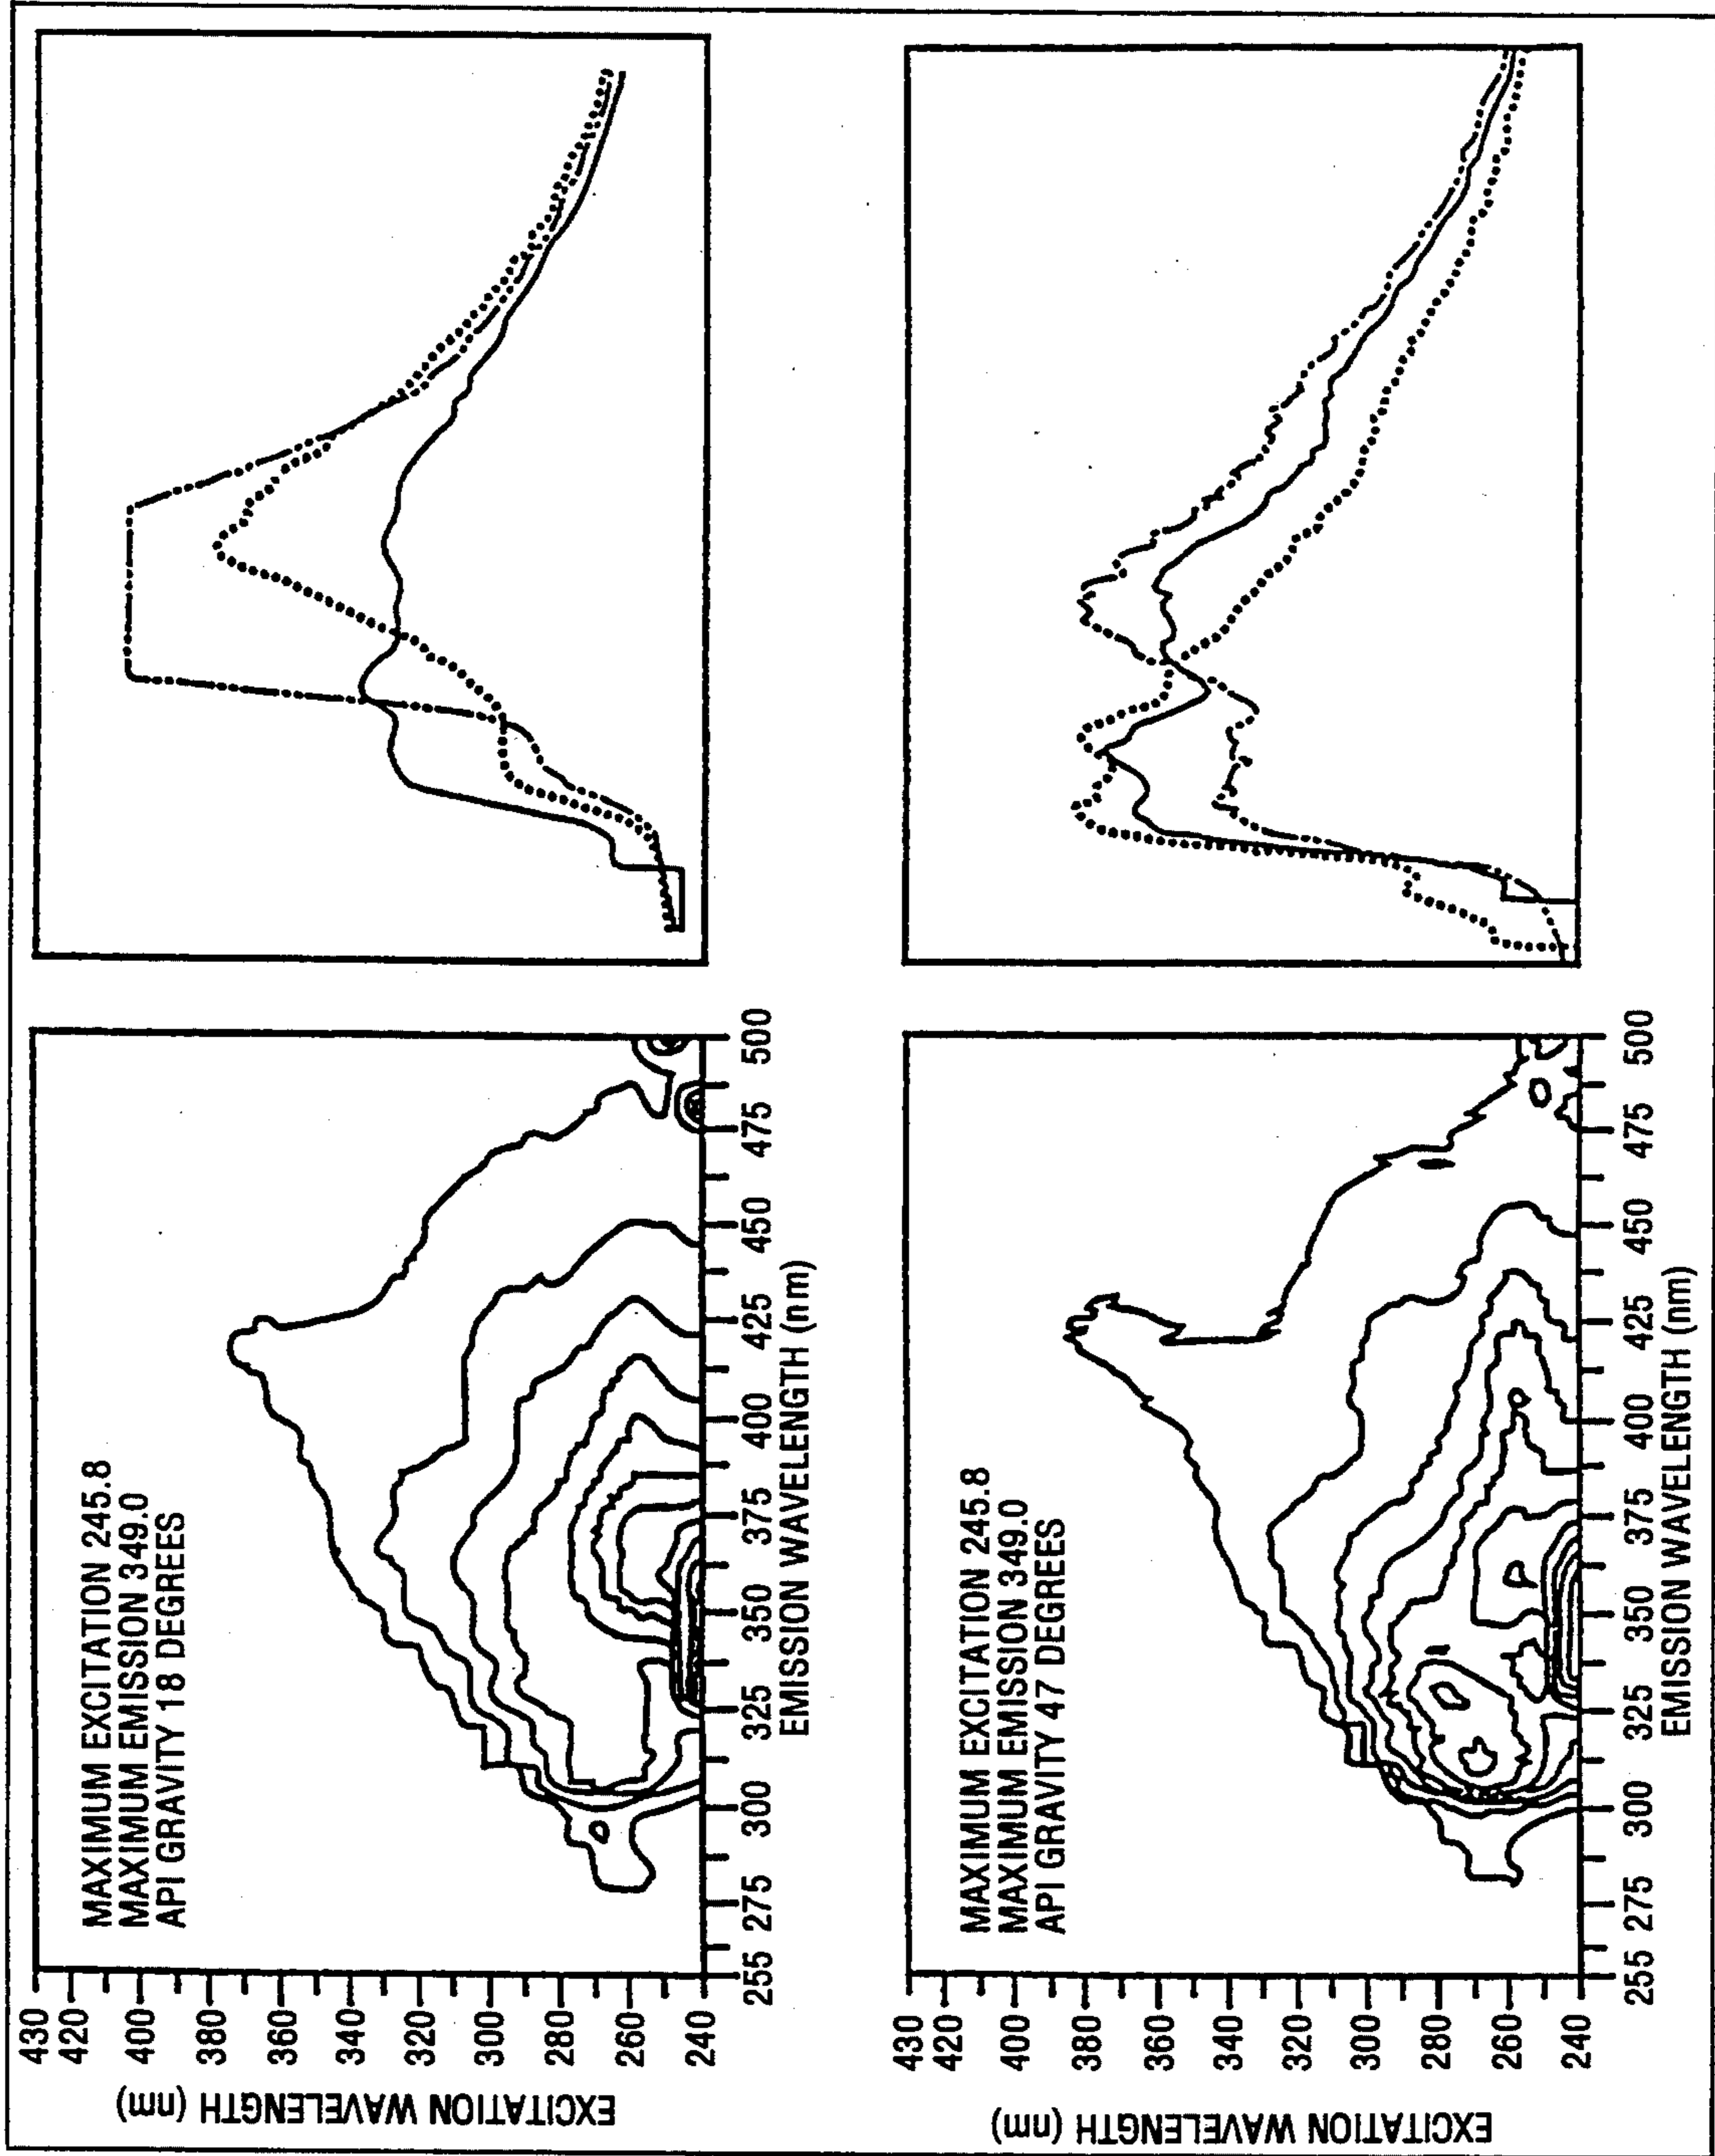 MAXIMUM EXCITATION 245.8
MAXIMUM EMISSION 349.0
API GRAVITY 18 DEGREES
EXCITATION WAVELENGTH (nm)
430
420
400
380
360
340
320
300
280
260
240
255 275 300 325 350 375 400 425 450 475 500
EMISSION WAVELENGTH (nm)
MAXIMUM EXCITATION 245.8
MAXIMUM EMISSION 349.0
API GRAVITY 47 DEGREES
EXCITATION WAVELENGTH (nm)
430
420
400
380
360
340
320
300
280
260
240
255 275 300 325 350 375 400 425 450 475 500
EMISSION WAVELENGTH (nm)